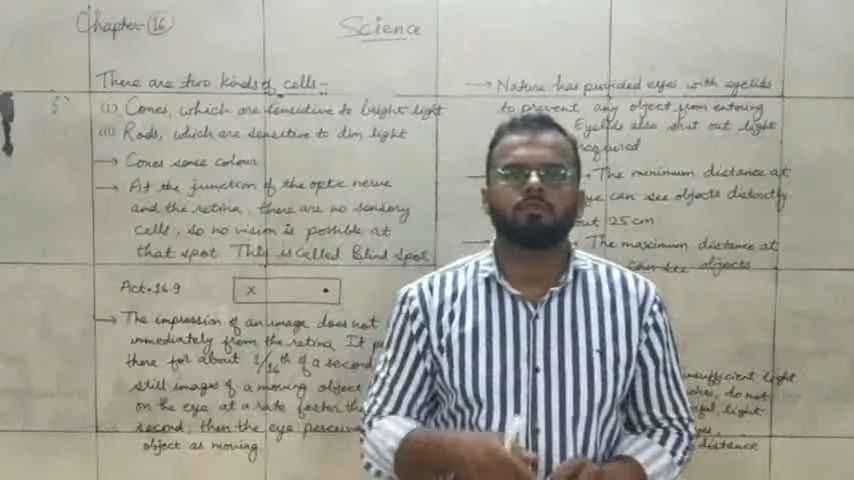 Chapter-16
Science
There are two kinds of cells:-
(i) Cones, which are sensitive to bright light
(ii) Rods, which are sensitive to dim light
→ Cones sense colour
→ At the junction of the optic nerve
and the retina, there are no sensory
cells, so no vision is possible at
that spot This is called Blind spot
Act.16.9 X •
→ The impression of an image does not
immediately from the retina. It
there for about 1/16th of a second
still images of a moving object
on the eye at a rate faster
second, then the eye
object as moving.
→ Nature has provided eyes with eyelids
to prevent any object from entering
Eyelids also shut out light
required
The minimum distance at
eye can see objects distinctly
25cm
The maximum distance at
can see objects
insufficient light
do not
light
eyes,
distance